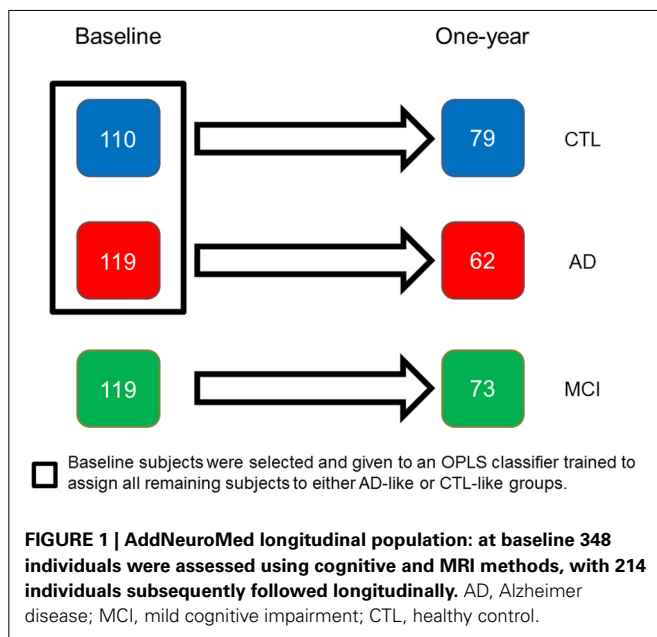 Baseline One-year
110 79 CTL
119 62 AD
119 73 MCI
Baseline subjects were selected and given to an OPLS classifier trained to
assign all remaining subjects to either AD-like or CTL-like groups.
FIGURE 1 | AddNeuroMed longitudinal population: at baseline 348
individuals were assessed using cognitive and MRI methods, with 214
individuals subsequently followed longitudinally. AD, Alzheimer
disease; MCI, mild cognitive impairment; CTL, healthy control.